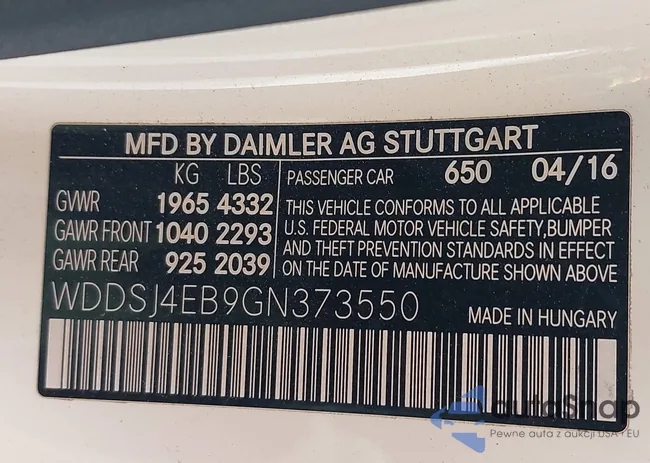 MFD BY DAIMLER AG STUTTGART
KG LBS
GVWR 1965 4332
GAWR FRONT 1040 2293
GAWR REAR 925 2039
PASSENGER CAR 650 04/16
THIS VEHICLE CONFORMS TO ALL APPLICABLE
U.S. FEDERAL MOTOR VEHICLE SAFETY,BUMPER
AND THEFT PREVENTION STANDARDS IN EFFECT
ON THE DATE OF MANUFACTURE SHOWN ABOVE
WDDSJ4EB9GN373550
MADE IN HUNGARY
autoSnap
Pewne auta z aukcji USA i EU